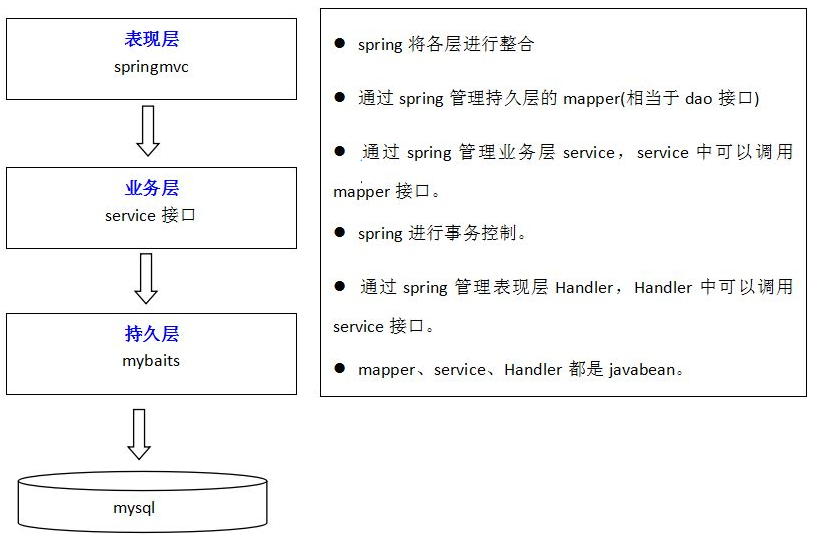 表现层
springmvc
业务层
service 接口
持久层
mybaits
mysql
● spring 将各层进行整合
● 通过 spring 管理持久层的 mapper(相当于 dao 接口)
● 通过 spring 管理业务层 service，service 中可以调用
mapper 接口。
● spring 进行事务控制。
● 通过 spring 管理表现层 Handler，Handler 中可以调用
service 接口。
● mapper、service、Handler 都是 javabean。